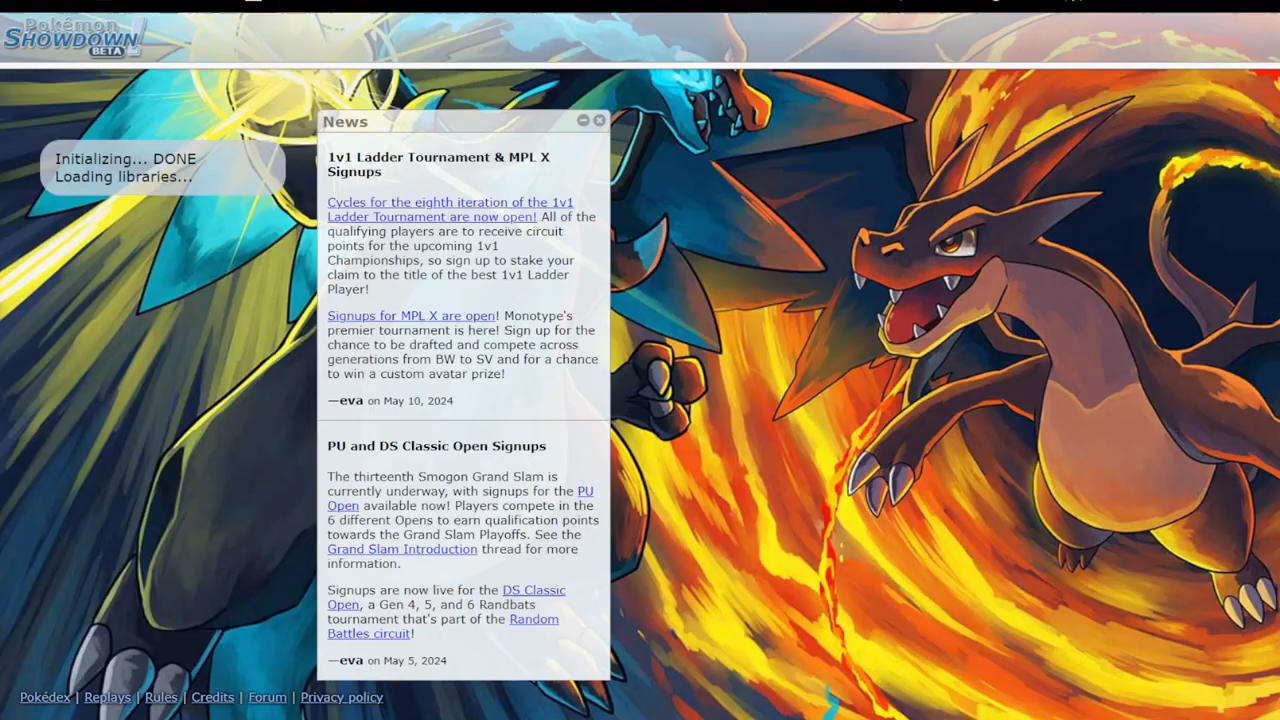 Pokémon
SHOWDOWN!
BETA
Initializing... DONE
Loading libraries...
News
1v1 Ladder Tournament & MPL X
Signups
Cycles for the eighth iteration of the 1v1
Ladder Tournament are now open! All of the
qualifying players are to receive circuit
points for the upcoming 1v1
Championships, so sign up to stake your
claim to the title of the best 1v1 Ladder
Player!
Signups for MPL X are open! Monotype's
premier tournament is here! Sign up for the
chance to be drafted and compete across
generations from BW to SV and for a chance
to win a custom avatar prize!
—eva on May 10, 2024
PU and DS Classic Open Signups
The thirteenth Smogon Grand Slam is
currently underway, with signups for the PU
Open available now! Players compete in the
6 different Opens to earn qualification points
towards the Grand Slam Playoffs. See the
Grand Slam Introduction thread for more
information.
Signups are now live for the DS Classic
Open, a Gen 4, 5, and 6 Randbats
tournament that's part of the Random
Battles circuit!
—eva on May 5, 2024
Pokédex | Replays | Rules | Credits | Forum | Privacy policy